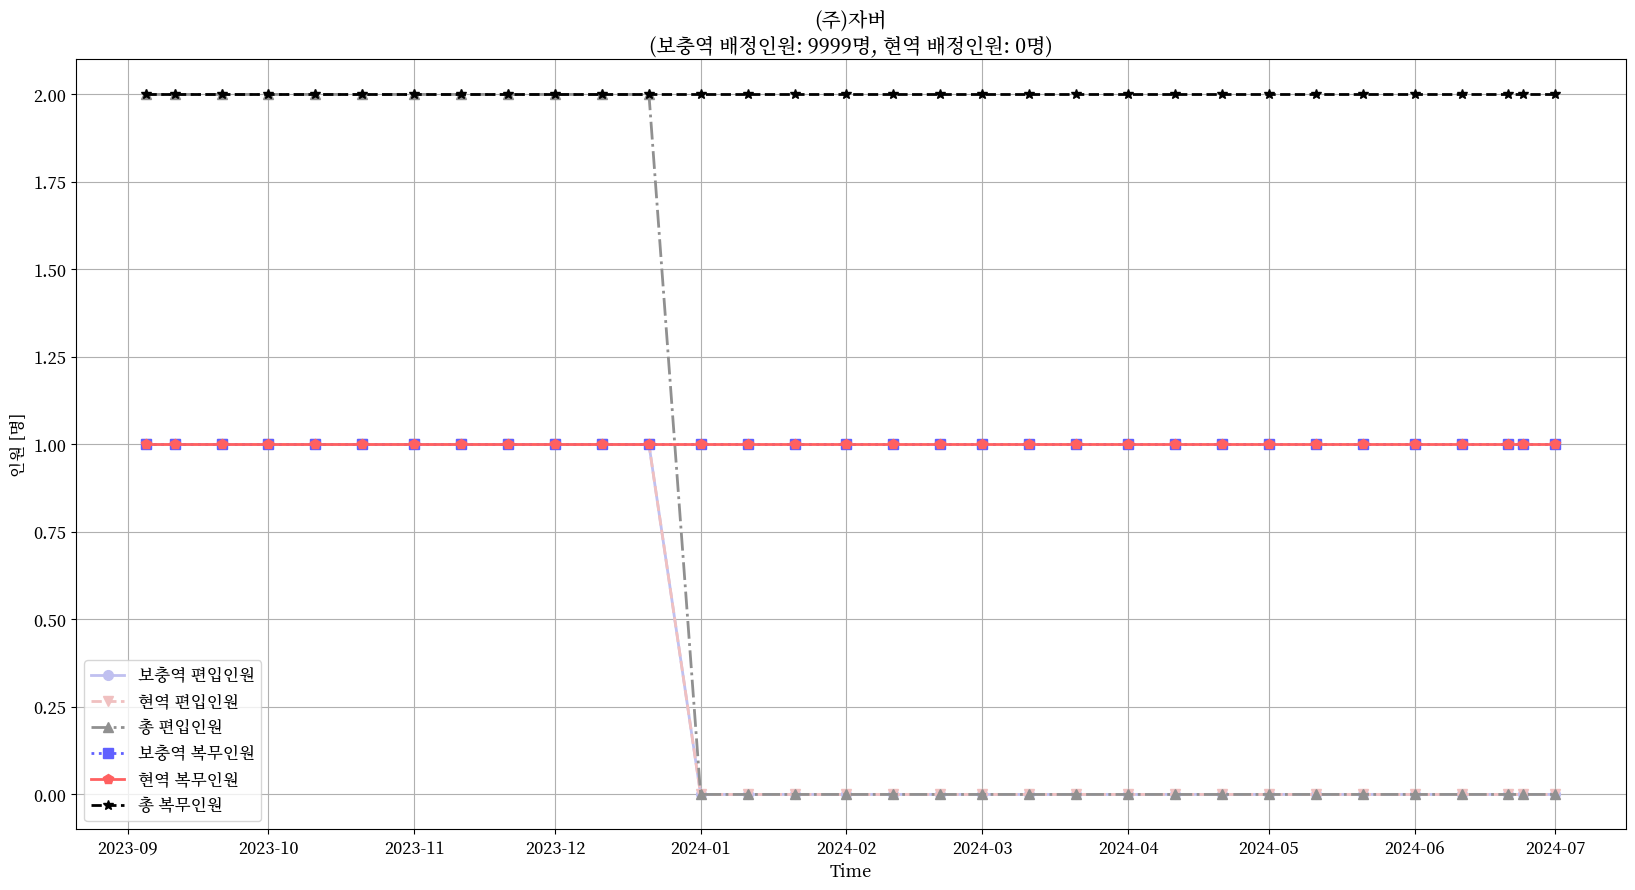 (주)자버
(보충역 배정인원: 9999명, 현역 배정인원: 0명)
인원 [명]
2.00
1.75
1.50
1.25
1.00
0.75
0.50
0.25
0.00
보충역 편입인원
현역 편입인원
총 편입인원
보충역 복무인원
현역 복무인원
총 복무인원
2023-09 2023-10 2023-11 2023-12 2024-01 2024-02 2024-03 2024-04 2024-05 2024-06 2024-07
Time